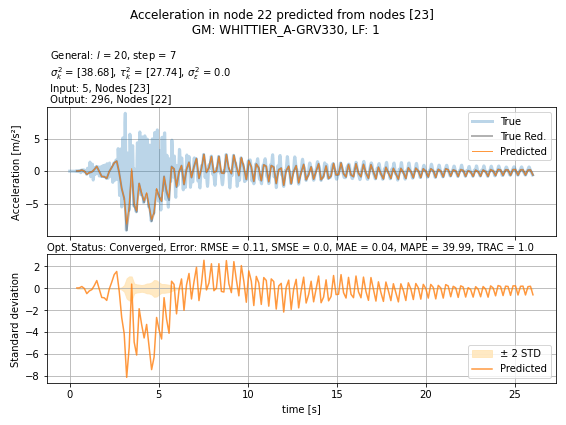 Acceleration in node 22 predicted from nodes [23]
GM: WHITTIER_A-GRV330, LF: 1
General: l = 20, step = 7
σ²ₖ = [38.68], τ²ₖ = [27.74], σ²ε = 0.0
Input: 5, Nodes [23]
Output: 296, Nodes [22]
Acceleration [m/s²]
5
0
−5
True
True Red.
Predicted
Opt. Status: Converged, Error: RMSE = 0.11, SMSE = 0.0, MAE = 0.04, MAPE = 39.99, TRAC = 1.0
Standard deviation
2
0
−2
−4
−6
−8
± 2 STD
Predicted
0 5 10 15 20 25
time [s]